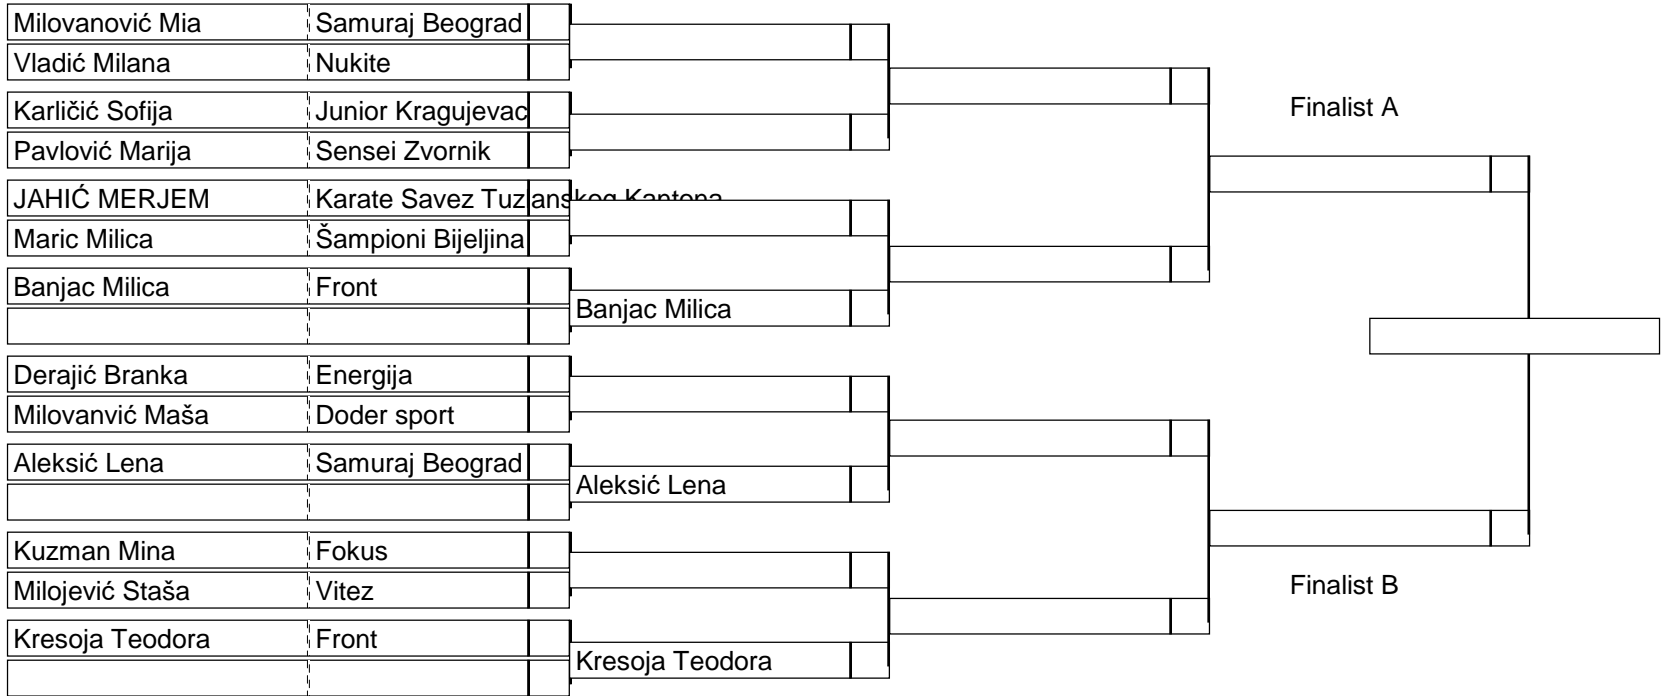 Milovanović Mia Samuraj Beograd
Vladić Milana Nukite
Karličić Sofija Junior Kragujevac
Finalist A
Pavlović Marija Sensei Zvornik
JAHIĆ MERJEM Karate Savez Tuzlanskog Kantona
Maric Milica Šampioni Bijeljina
Banjac Milica Front
Banjac Milica
Derajić Branka Energija
Milovanvić Maša Doder sport
Aleksić Lena Samuraj Beograd
Aleksić Lena
Kuzman Mina Fokus
Milojević Staša Vitez
Finalist B
Kresoja Teodora Front
Kresoja Teodora